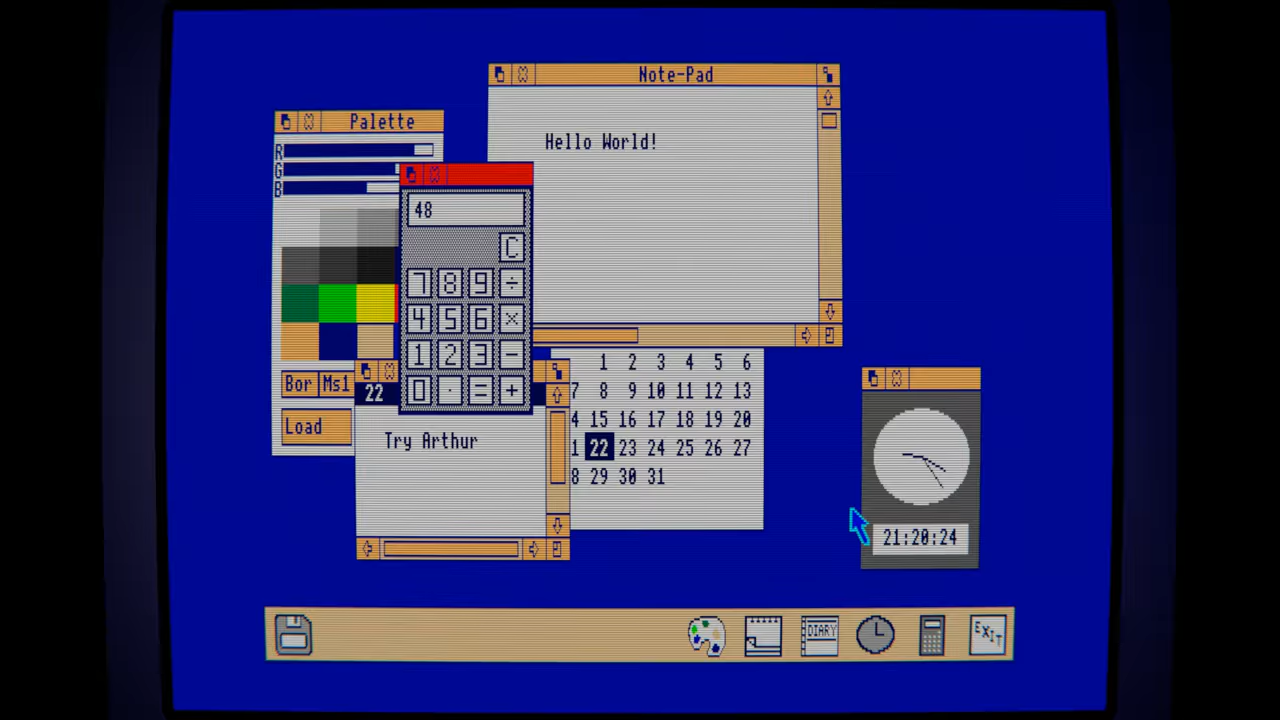 Note-Pad
Hello World!
Palette
R
G
B
48
C
7 8 9 ÷
4 5 6 ×
1 2 3 −
0 . = +
Bor Ms1
Load
22
Try Arthur
1 2 3 4 5 6
7 8 9 10 11 12 13
4 15 16 17 18 19 20
1 22 23 24 25 26 27
8 29 30 31
21:20:24
DIARY
EXIT